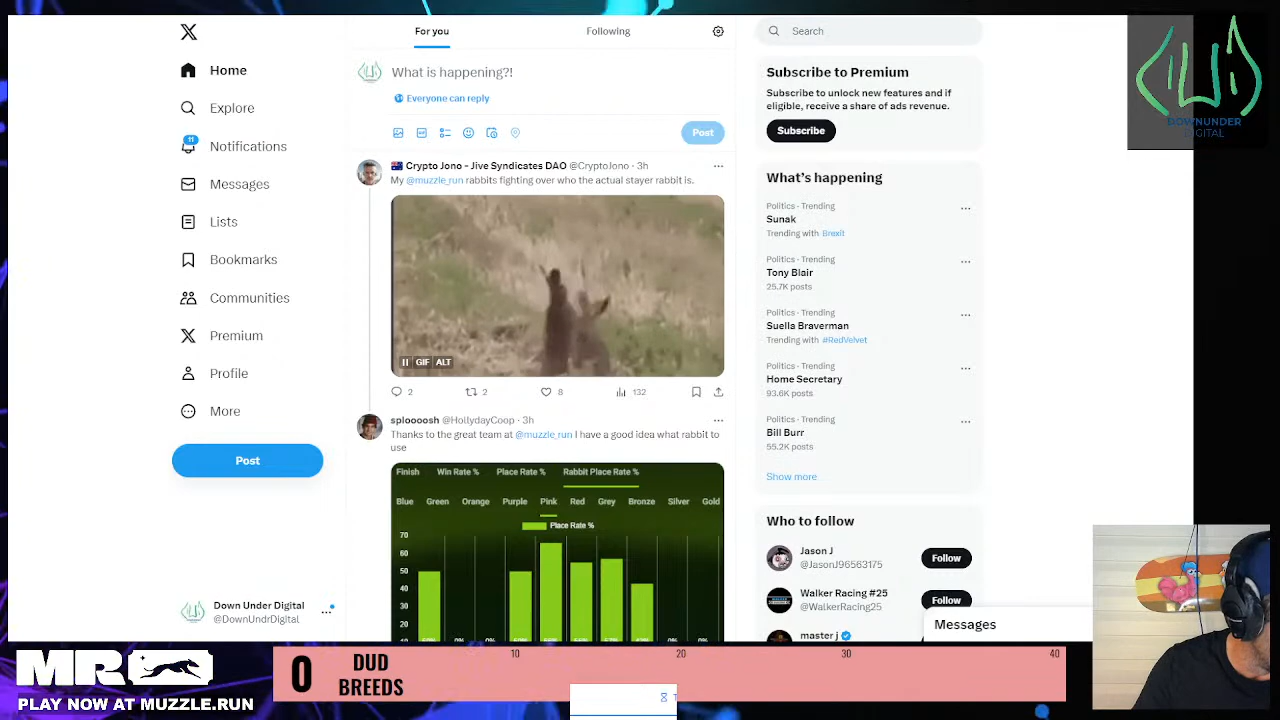 For you
Following
Search
Home
Explore
11
Notifications
Messages
Lists
Bookmarks
Communities
Premium
Profile
More
Post
Down Under Digital
@DownUndrDigital
What is happening?!
Everyone can reply
Post
Crypto Jono - Jive Syndicates DAO @CryptoJono · 3h
My @muzzle_run rabbits fighting over who the actual stayer rabbit is.
GIF ALT
2 2 8 132
sploooosh @HollydayCoop · 3h
Thanks to the great team at @muzzle_run I have a good idea what rabbit to
use
Finish Win Rate % Place Rate % Rabbit Place Rate %
Blue Green Orange Purple Pink Red Grey Bronze Silver Gold
Place Rate %
70
60
50
40
30
20
10
Subscribe to Premium
Subscribe to unlock new features and if
eligible, receive a share of ads revenue.
Subscribe
What's happening
Politics · Trending
Sunak
Trending with Brexit
Politics · Trending
Tony Blair
25.7K posts
Politics · Trending
Suella Braverman
Trending with #RedVelvet
Politics · Trending
Home Secretary
93.6K posts
Politics · Trending
Bill Burr
55.2K posts
Show more
Who to follow
Jason J
@JasonJ96563175
Follow
Walker Racing #25
@WalkerRacing25
Follow
master j
Messages
DOWNUNDER
DIGITAL
MR
PLAY NOW AT MUZZLE.RUN
0 DUD
BREEDS
10 20 30 40